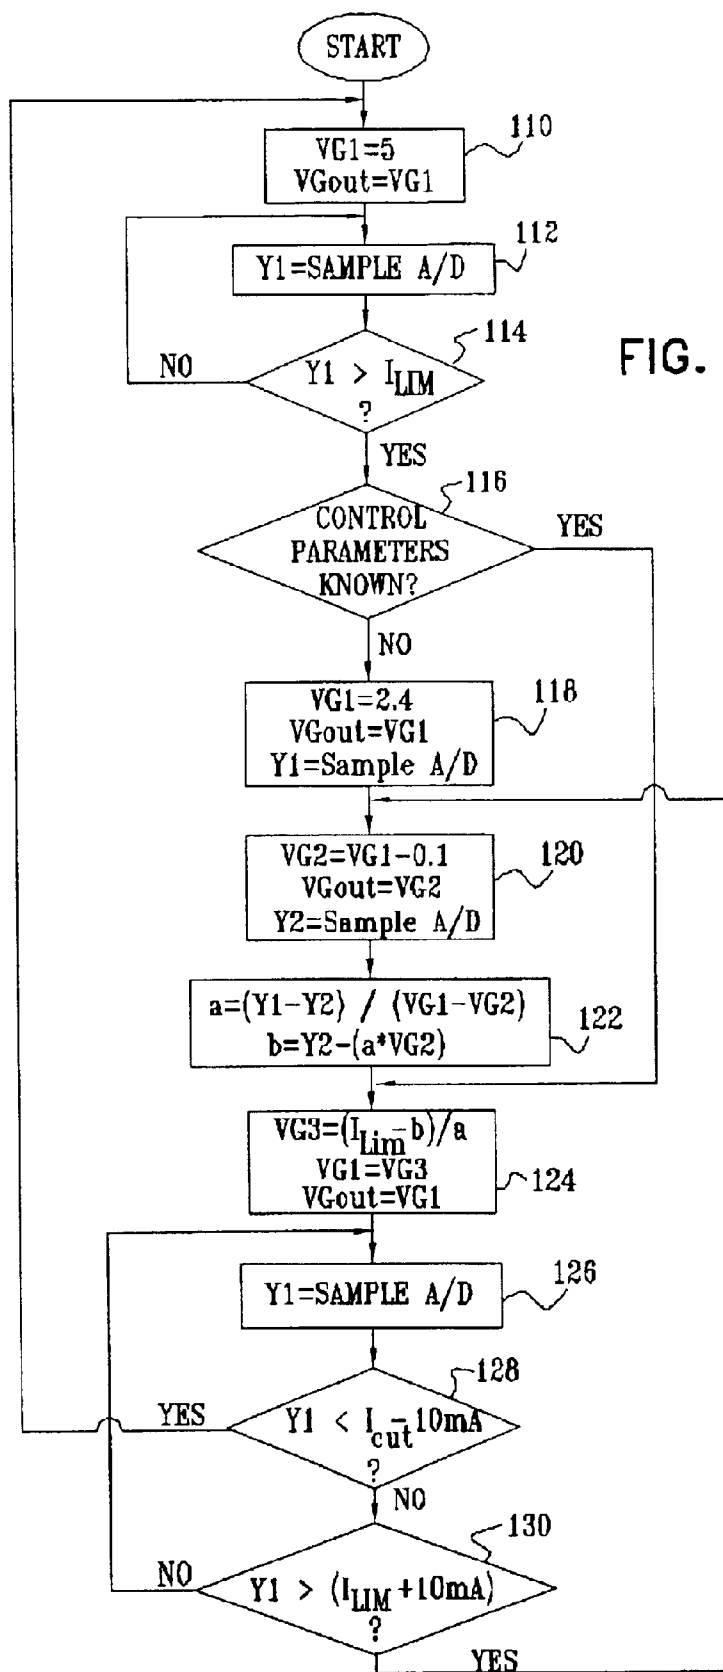 START
110
VG1=5
VGout=VG1
112
Y1=SAMPLE A/D
114
FIG.
NO
Y1 > I_LIM
?
YES
116
CONTROL
PARAMETERS
KNOWN?
YES
NO
118
VG1=2.4
VGout=VG1
Y1=Sample A/D
120
VG2=VG1-0.1
VGout=VG2
Y2=Sample A/D
a=(Y1-Y2) / (VG1-VG2)
b=Y2-(a*VG2)
122
VG3=(I_Lim-b)/a
VG1=VG3
VGout=VG1
124
126
Y1=SAMPLE A/D
128
YES
Y1 < I_cut-10mA
?
NO
130
NO
Y1 > (I_LIM+10mA)
?
YES